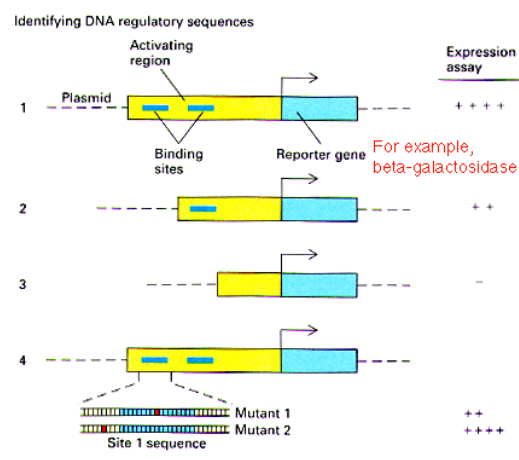 Identifying DNA regulatory sequences
Activating
region
Expression
assay
Plasmid
1
+ + + +
Binding
sites
Reporter gene
For example,
beta-galactosidase
2
+ +
3
–
4
Mutant 1
++
Mutant 2
++++
Site 1 sequence